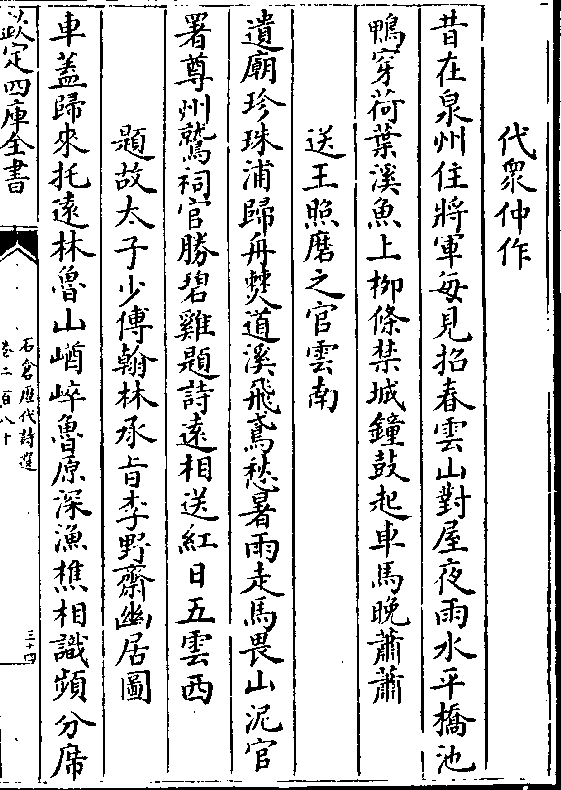 代衆仲作
昔在泉州住將軍每見招春雲山對屋夜雨水平橋池
鴨穿荷葉溪魚上栁條禁城鐘鼓起車馬晚蕭蕭
送王照磨之官雲南
遺廟珍珠浦歸舟僰道溪飛鳶愁暑雨走馬畏山泥官
署尊州鷲祠官勝碧雞題詩遠相送紅日五雲西
題故太子少傅翰林承㫖李野齋幽居圖
車蓋歸來托遠林魯山崷崪魯原深漁樵相識頻分席
欽定四庫全書
石倉歷代詩選
卷二百八十
三十四